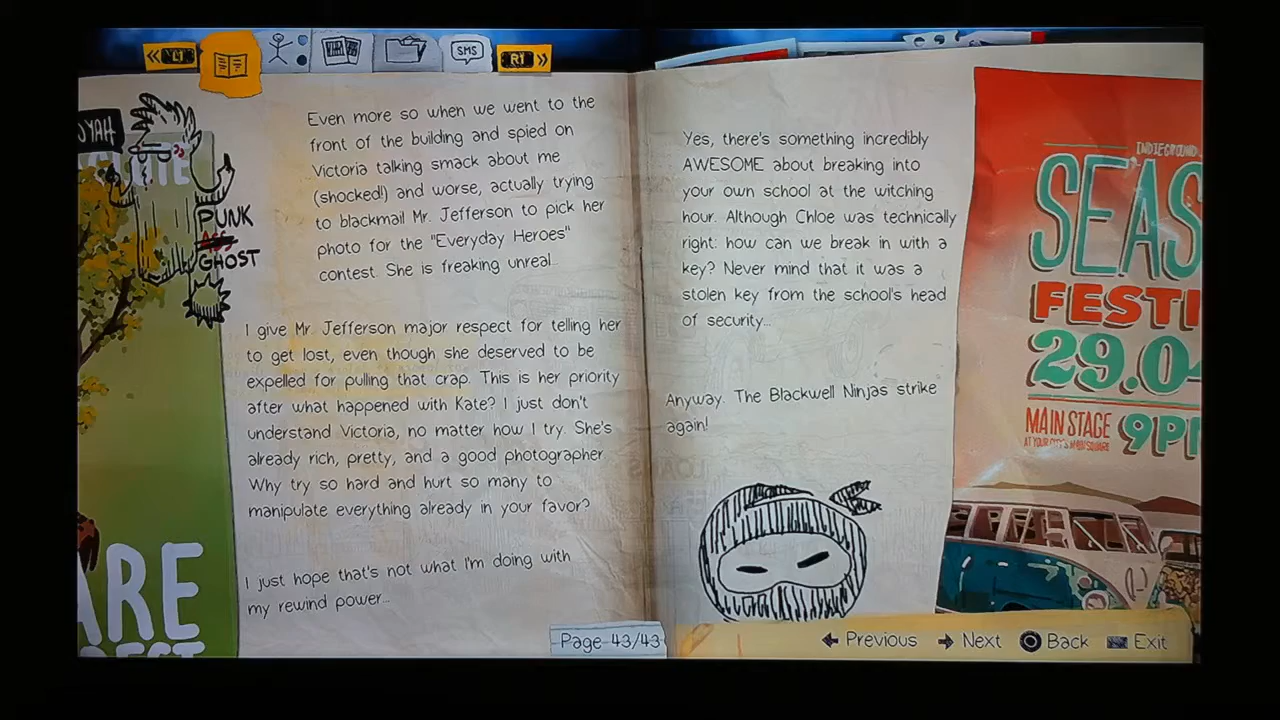 LT
SMS
RT
YAH
PUNK
GHOST
Even more so when we went to the
front of the building and spied on
Victoria talking smack about me
(shocked!) and worse, actually trying
to blackmail Mr. Jefferson to pick her
photo for the "Everyday Heroes"
contest. She is freaking unreal...
I give Mr. Jefferson major respect for telling her
to get lost, even though she deserved to be
expelled for pulling that crap. This is her priority
after what happened with Kate? I just don't
understand Victoria, no matter how I try. She's
already rich, pretty, and a good photographer.
Why try so hard and hurt so many to
manipulate everything already in your favor?
I just hope that's not what I'm doing with
my rewind power...
ARE
Page 43/43
Yes, there's something incredibly
AWESOME about breaking into
your own school at the witching
hour. Although Chloe was technically
right: how can we break in with a
key? Never mind that it was a
stolen key from the school's head
of security...
Anyway. The Blackwell Ninjas strike
again!
INDIEGROUND
SEAS
FESTI
29.04
MAIN STAGE
9PM
Previous
Next
Back
Exit